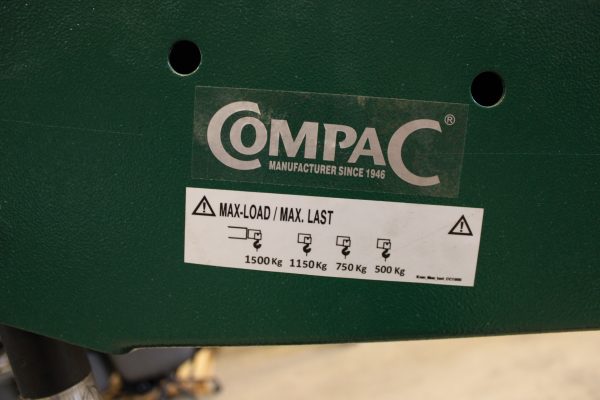 COMPAC®
MANUFACTURER SINCE 1946
MAX-LOAD / MAX. LAST
1500 Kg 1150 Kg 750 Kg 500 Kg